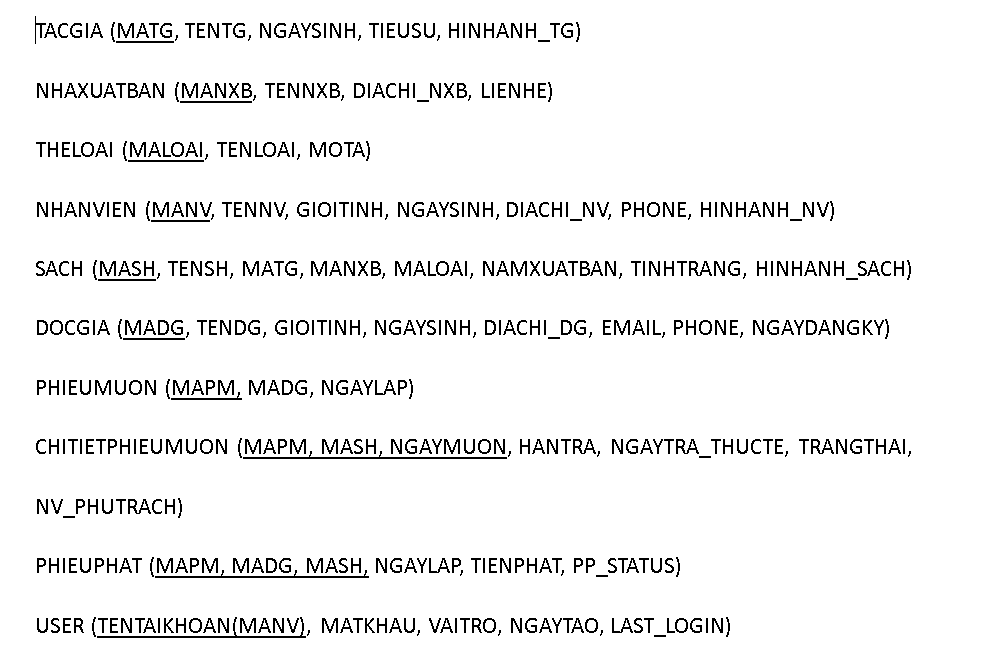 TACGIA (MATG, TENTG, NGAYSINH, TIEUSU, HINHANH_TG)
NHAXUATBAN (MANXB, TENNXB, DIACHI_NXB, LIENHE)
THELOAI (MALOAI, TENLOAI, MOTA)
NHANVIEN (MANV, TENNV, GIOITINH, NGAYSINH, DIACHI_NV, PHONE, HINHANH_NV)
SACH (MASH, TENSH, MATG, MANXB, MALOAI, NAMXUATBAN, TINHTRANG, HINHANH_SACH)
DOCGIA (MADG, TENDG, GIOITINH, NGAYSINH, DIACHI_DG, EMAIL, PHONE, NGAYDANGKY)
PHIEUMUON (MAPM, MADG, NGAYLAP)
CHITIETPHIEUMUON (MAPM, MASH, NGAYMUON, HANTRA, NGAYTRA_THUCTE, TRANGTHAI,
NV_PHUTRACH)
PHIEUPHAT (MAPM, MADG, MASH, NGAYLAP, TIENPHAT, PP_STATUS)
USER (TENTAIKHOAN(MANV), MATKHAU, VAITRO, NGAYTAO, LAST_LOGIN)